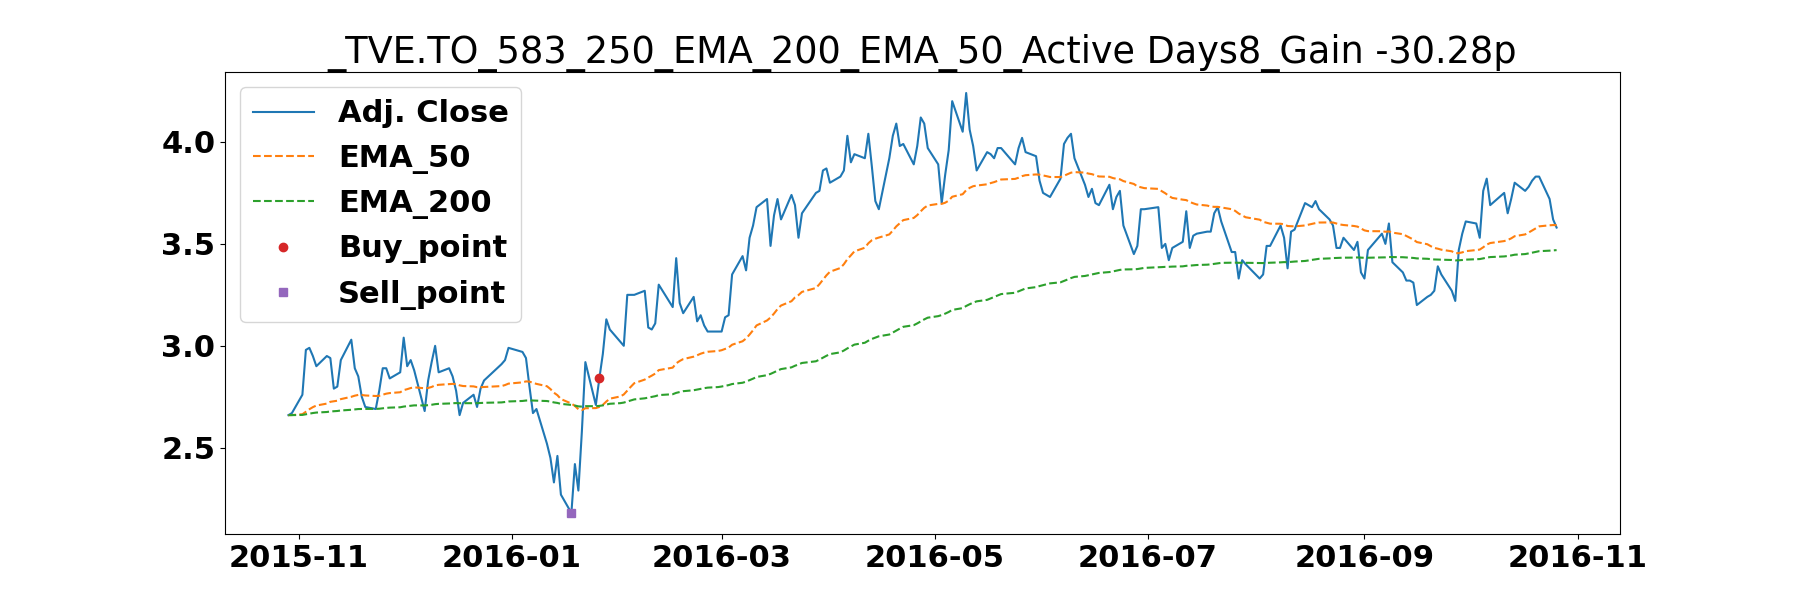 _TVE.TO_583_250_EMA_200_EMA_50_Active Days8_Gain -30.28p
Adj. Close
EMA_50
EMA_200
Buy_point
Sell_point
4.0
3.5
3.0
2.5
2015-11 2016-01 2016-03 2016-05 2016-07 2016-09 2016-11